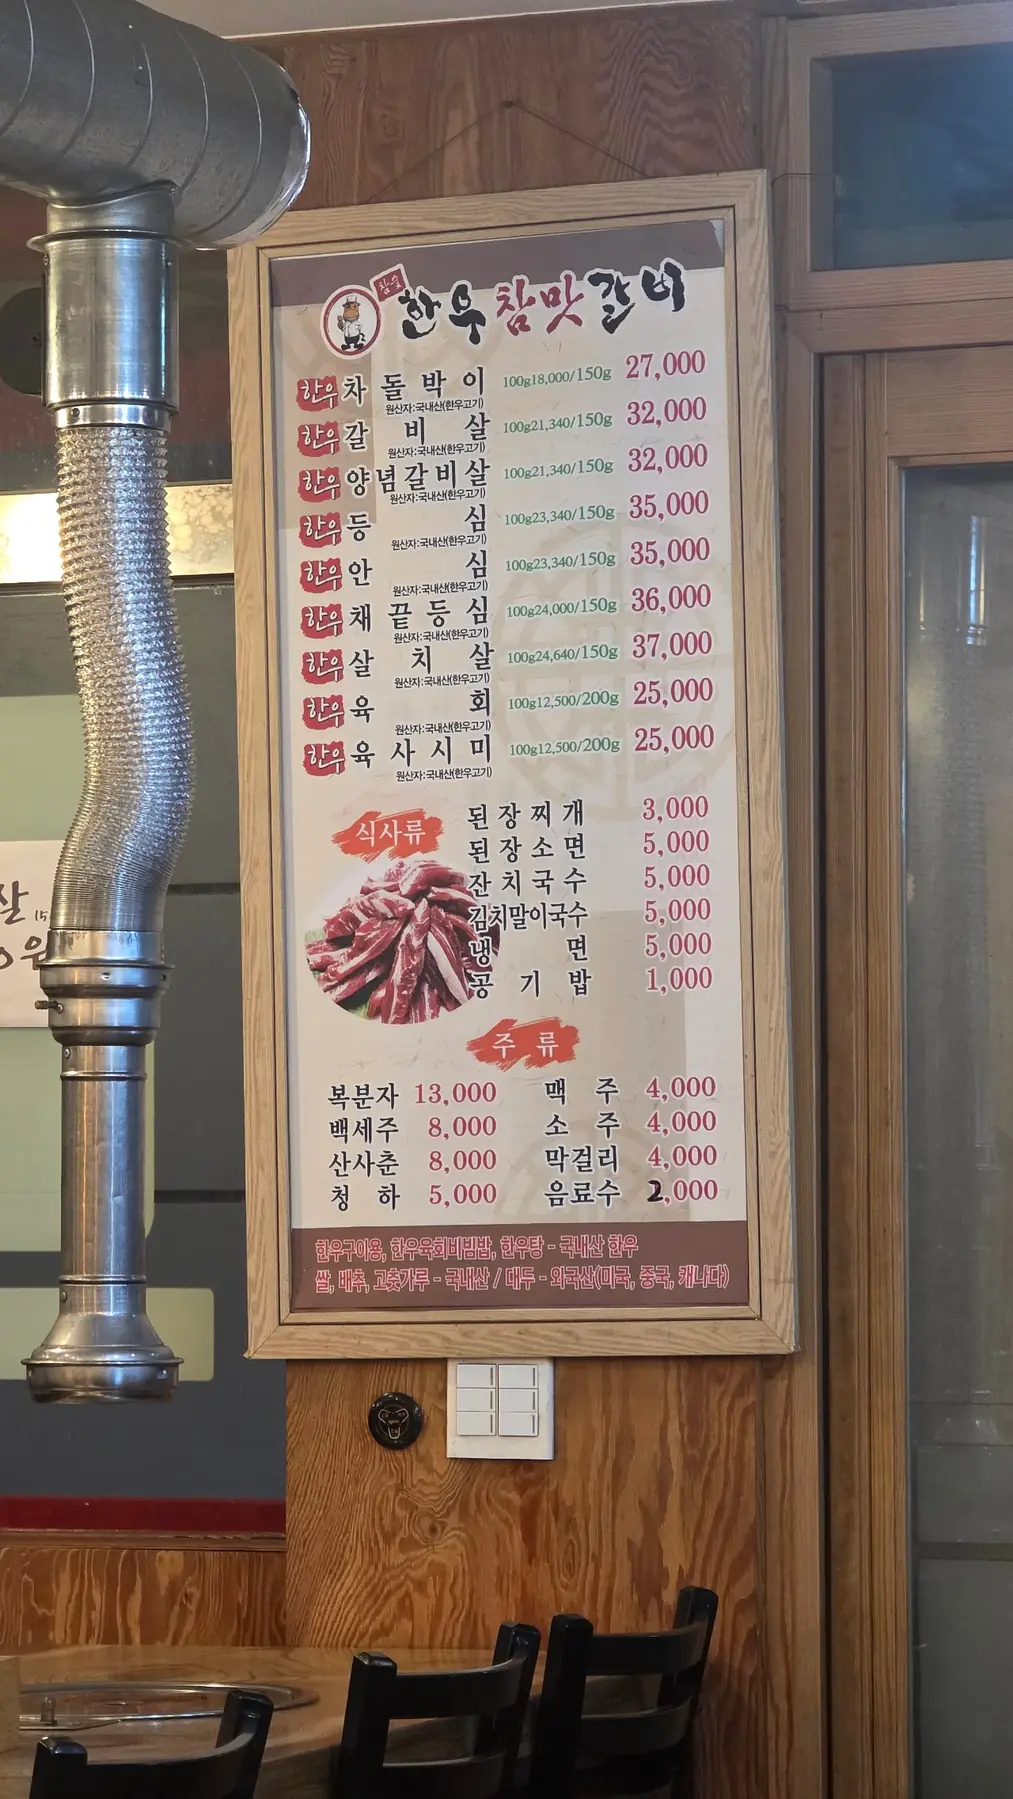 참숯
한우참맛갈비
한우 차돌박이 100g18,000/150g 27,000
원산자:국내산(한우고기)
한우 갈비살 100g21,340/150g 32,000
원산자:국내산(한우고기)
한우 양념갈비살 100g21,340/150g 32,000
원산자:국내산(한우고기)
한우 등심 100g23,340/150g 35,000
원산자:국내산(한우고기)
한우 안심 100g23,340/150g 35,000
원산자:국내산(한우고기)
한우 채끝등심 100g24,000/150g 36,000
원산자:국내산(한우고기)
한우 살치살 100g24,640/150g 37,000
원산자:국내산(한우고기)
한우 육회 100g12,500/200g 25,000
원산자:국내산(한우고기)
한우 육사시미 100g12,500/200g 25,000
원산자:국내산(한우고기)
식사류
된장찌개 3,000
된장소면 5,000
잔치국수 5,000
김치말이국수 5,000
냉면 5,000
공기밥 1,000
주류
복분자 13,000 맥주 4,000
백세주 8,000 소주 4,000
산사춘 8,000 막걸리 4,000
청하 5,000 음료수 2,000
한우구이용, 한우육회비빔밥, 한우탕 - 국내산 한우
쌀, 배추, 고춧가루 - 국내산 / 대두 - 외국산(미국, 중국, 캐나다)